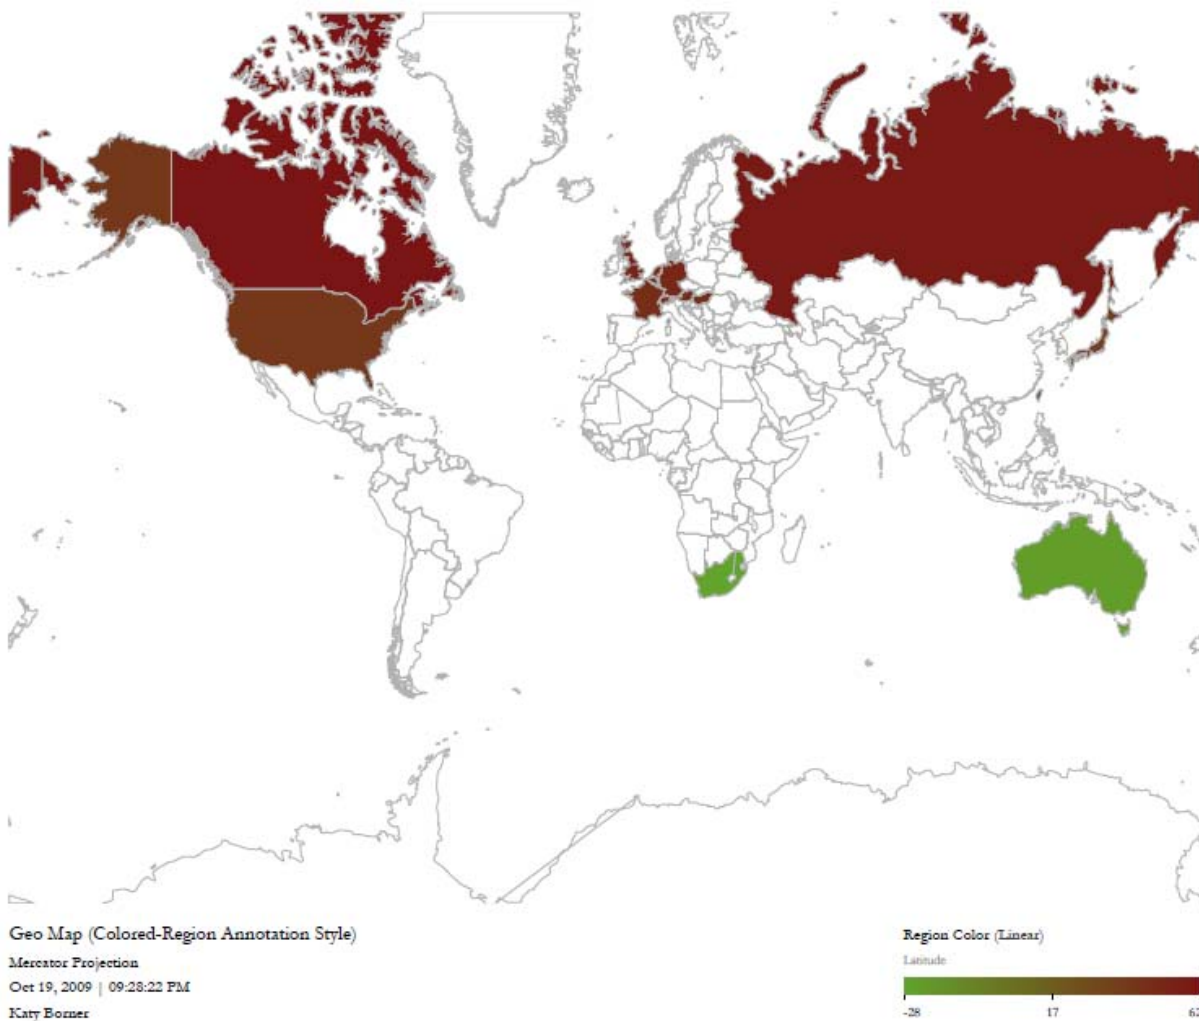 Geo Map (Colored-Region Annotation Style)
Mercator Projection
Oct 19, 2009 | 09:28:22 PM
Katy Borner
Region Color (Linear)
Latitude
-28 17 62